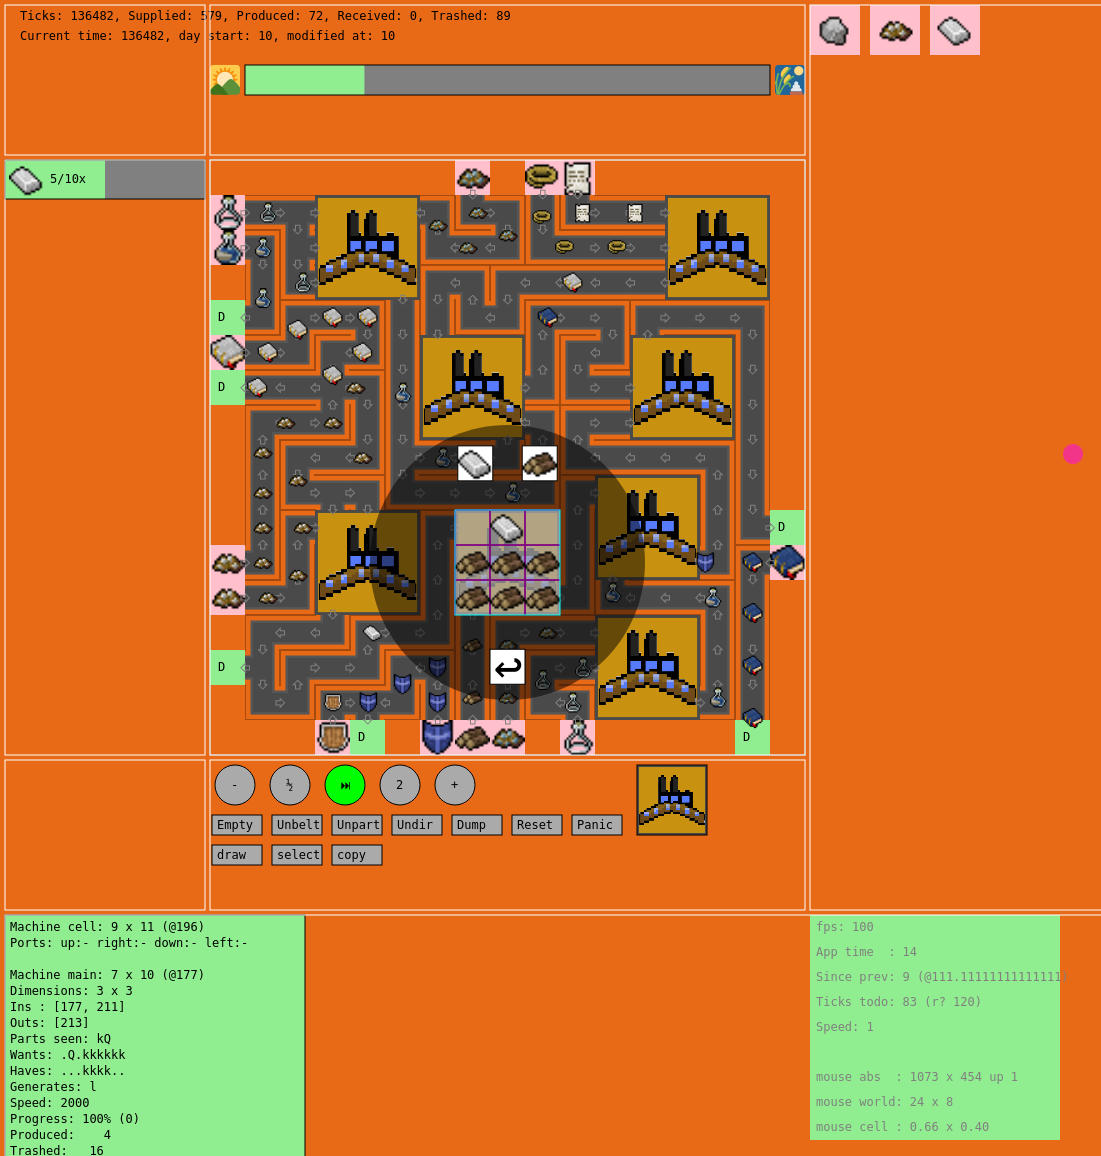 Ticks: 136482, Supplied: 579, Produced: 72, Received: 0, Trashed: 89
Current time: 136482, day start: 10, modified at: 10
5/10x
D
D
D
D
D
D
- ½ ⏭ 2 +
Empty Unbelt Unpart Undir Dump Reset Panic
draw select copy
Machine cell: 9 x 11 (@196)
Ports: up:- right:- down:- left:-
Machine main: 7 x 10 (@177)
Dimensions: 3 x 3
Ins : [177, 211]
Outs: [213]
Parts seen: kQ
Wants: .Q.kkkkkk
Haves: ...kkkk..
Generates: l
Speed: 2000
Progress: 100% (0)
Produced:    4
Trashed:   16
fps: 100
App time  : 14
Since prev: 9 (@111.11111111111111)
Ticks todo: 83 (r? 120)
Speed: 1
mouse abs  : 1073 x 454 up 1
mouse world: 24 x 8
mouse cell : 0.66 x 0.40